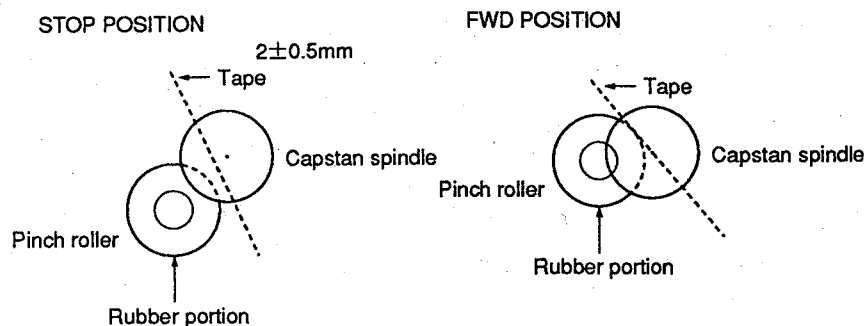 STOP POSITION
2±0.5mm
Tape
Capstan spindle
Pinch roller
Rubber portion
FWD POSITION
Tape
Capstan spindle
Pinch roller
Rubber portion